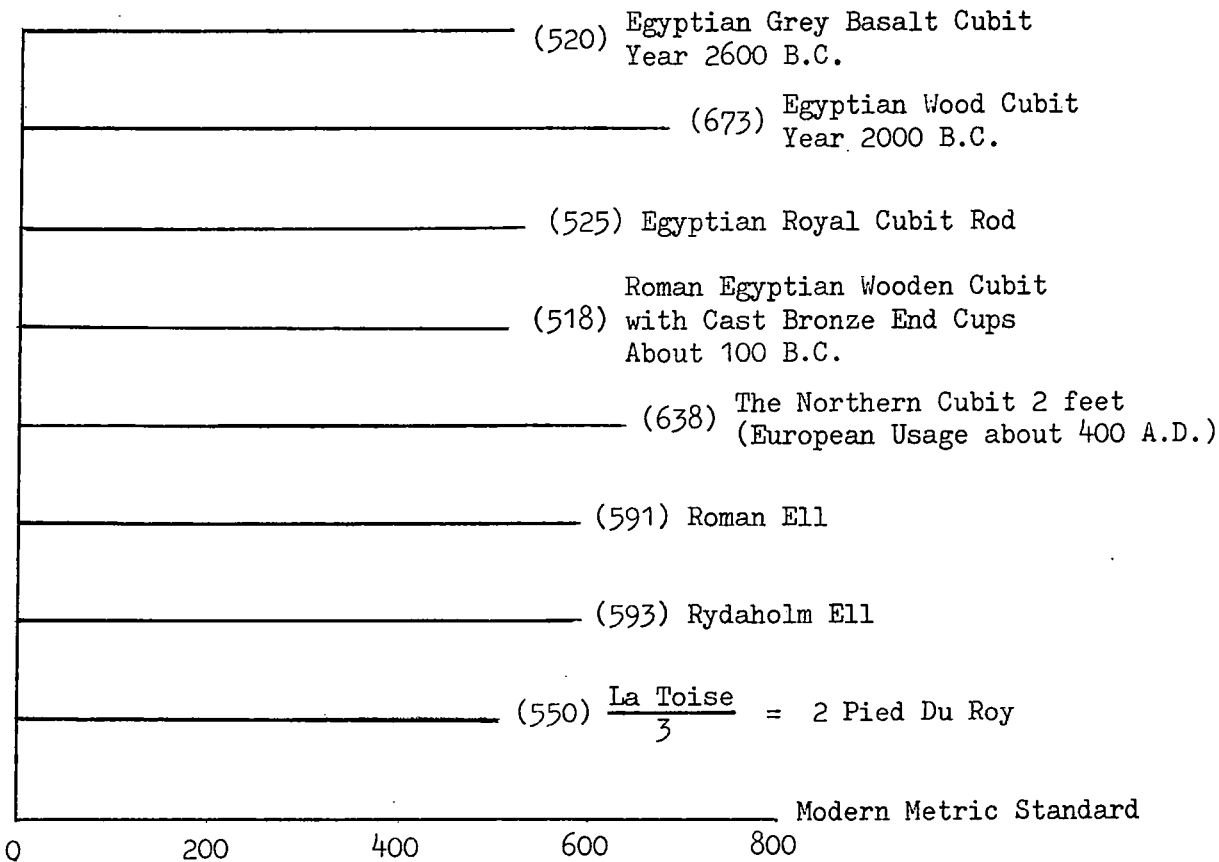 (520) Egyptian Grey Basalt Cubit
Year 2600 B.C.
(673) Egyptian Wood Cubit
Year 2000 B.C.
(525) Egyptian Royal Cubit Rod
Roman Egyptian Wooden Cubit
(518) with Cast Bronze End Cups
About 100 B.C.
(638) The Northern Cubit 2 feet
(European Usage about 400 A.D.)
(591) Roman Ell
(593) Rydaholm Ell
(550) La Toise / 3 = 2 Pied Du Roy
Modern Metric Standard
0 200 400 600 800